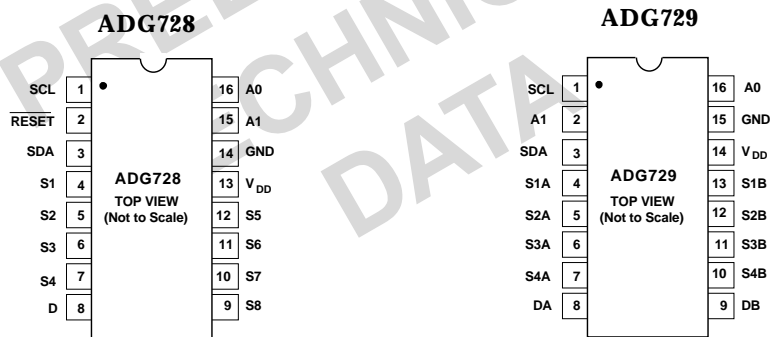 ADG728
SCL 1 16 A0
RESET 2 15 A1
SDA 3 14 GND
S1 4 13 VDD
S2 5 12 S5
S3 6 11 S6
S4 7 10 S7
D 8 9 S8
ADG728
TOP VIEW
(Not to Scale)
ADG729
SCL 1 16 A0
A1 2 15 GND
SDA 3 14 VDD
S1A 4 13 S1B
S2A 5 12 S2B
S3A 6 11 S3B
S4A 7 10 S4B
DA 8 9 DB
ADG729
TOP VIEW
(Not to Scale)
DATA